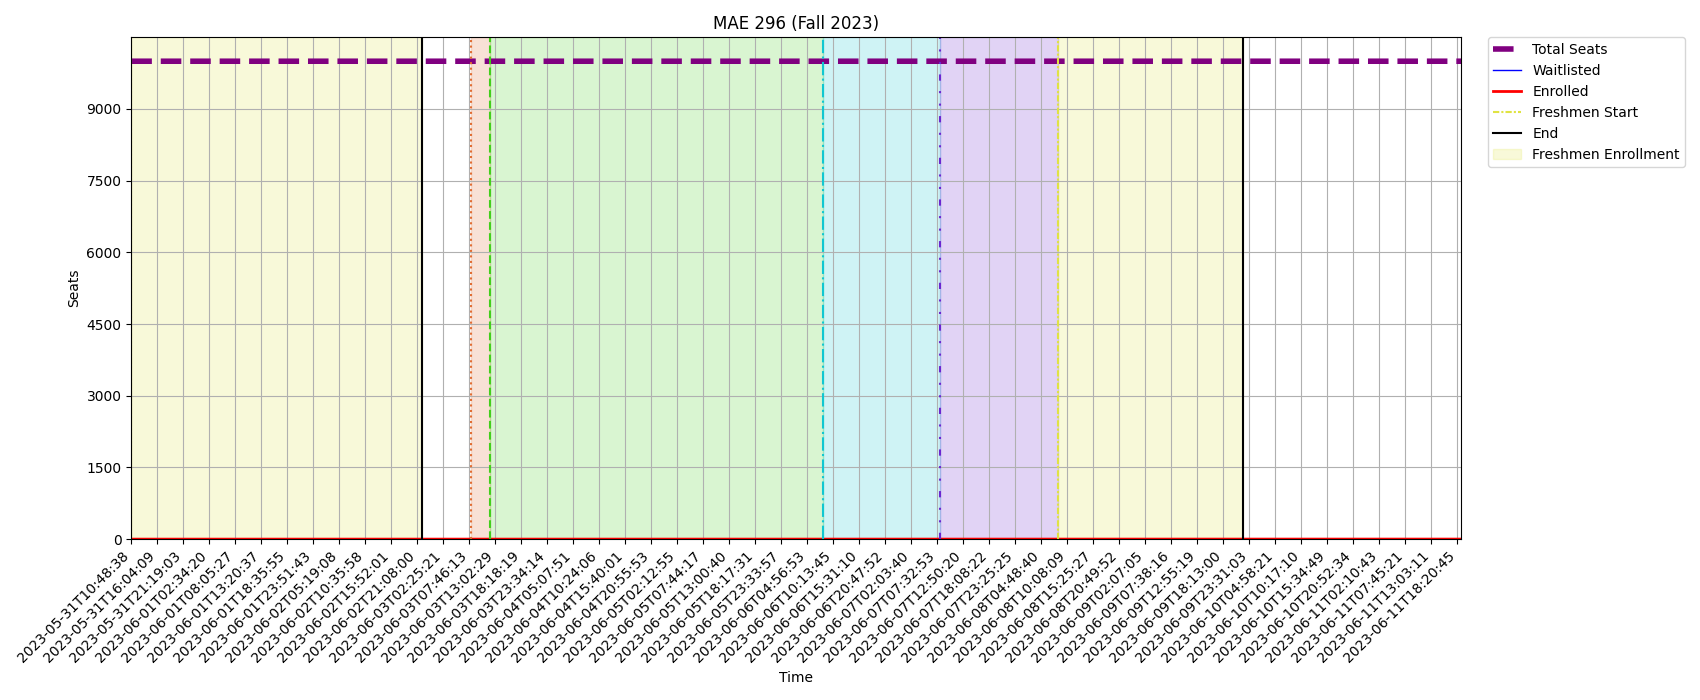 MAE 296 (Fall 2023)
Total Seats
Waitlisted
Enrolled
Freshmen Start
End
Freshmen Enrollment
Seats
9000
7500
6000
4500
3000
1500
0
2023-05-31T10:48:38
2023-05-31T16:04:09
2023-05-31T21:19:03
2023-06-01T02:34:20
2023-06-01T08:05:27
2023-06-01T13:20:37
2023-06-01T18:35:55
2023-06-01T23:51:43
2023-06-02T05:19:08
2023-06-02T10:35:58
2023-06-02T15:52:01
2023-06-02T21:08:00
2023-06-03T02:25:21
2023-06-03T07:46:13
2023-06-03T13:02:29
2023-06-03T18:18:19
2023-06-03T23:34:14
2023-06-04T05:07:51
2023-06-04T10:24:06
2023-06-04T15:40:01
2023-06-04T20:55:53
2023-06-05T02:12:55
2023-06-05T07:44:17
2023-06-05T13:00:40
2023-06-05T18:17:31
2023-06-05T23:33:57
2023-06-06T04:56:53
2023-06-06T10:13:45
2023-06-06T15:31:10
2023-06-06T20:47:52
2023-06-07T02:03:40
2023-06-07T07:32:53
2023-06-07T12:50:20
2023-06-07T18:08:22
2023-06-07T23:25:25
2023-06-08T04:48:40
2023-06-08T10:08:09
2023-06-08T15:25:27
2023-06-08T20:49:52
2023-06-09T02:07:05
2023-06-09T07:38:16
2023-06-09T12:55:19
2023-06-09T18:13:00
2023-06-09T23:31:03
2023-06-10T04:58:21
2023-06-10T10:17:10
2023-06-10T15:34:49
2023-06-10T20:52:34
2023-06-11T02:10:43
2023-06-11T07:45:21
2023-06-11T13:03:11
2023-06-11T18:20:45
Time